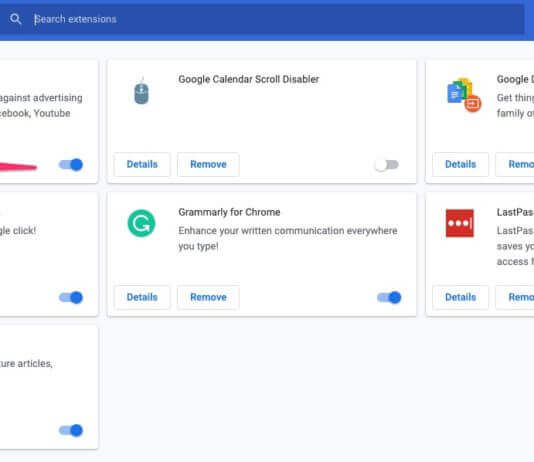 Search extensions
against advertising
cebook, Youtube
Google Calendar Scroll Disabler
Details
Remove
Google D
Get thing
family of
Details
Remo
gle click!
Grammarly for Chrome
Enhance your written communication everywhere
you type!
Details
Remove
LastPas
LastPas
saves yo
access f
Details
Remo
ure articles,